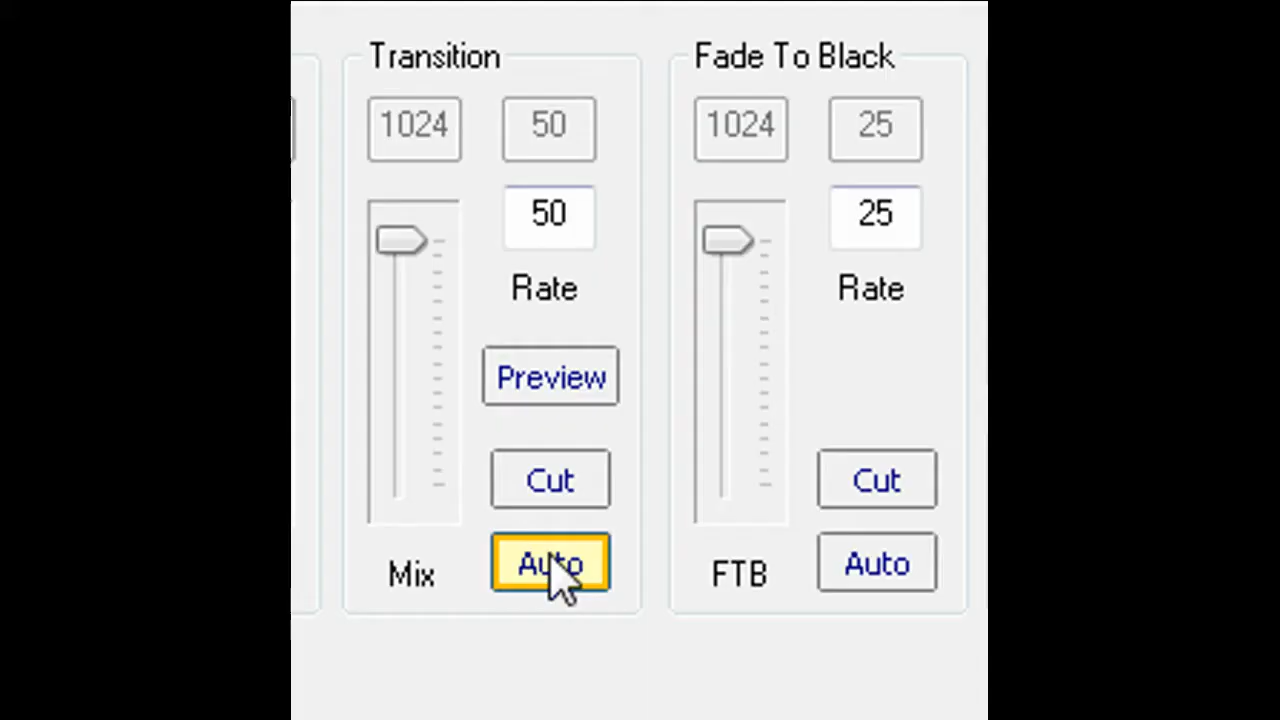 Transition
1024 50
50
Rate
Preview
Cut
Auto
Mix
Fade To Black
1024 25
25
Rate
Cut
Auto
FTB